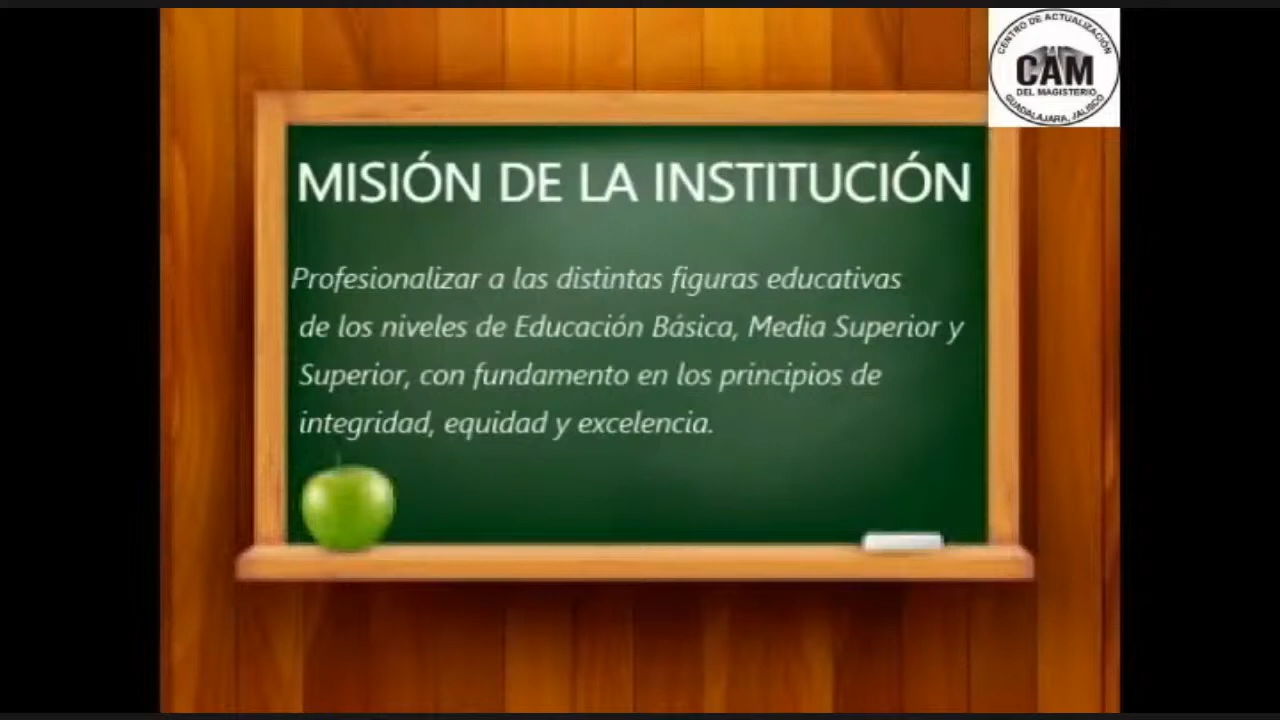 CENTRO DE ACTUALIZACIÓN
CAM
DEL MAGISTERIO
GUADALAJARA, JALISCO
MISIÓN DE LA INSTITUCIÓN
Profesionalizar a las distintas figuras educativas
de los niveles de Educación Básica, Media Superior y
Superior, con fundamento en los principios de
integridad, equidad y excelencia.